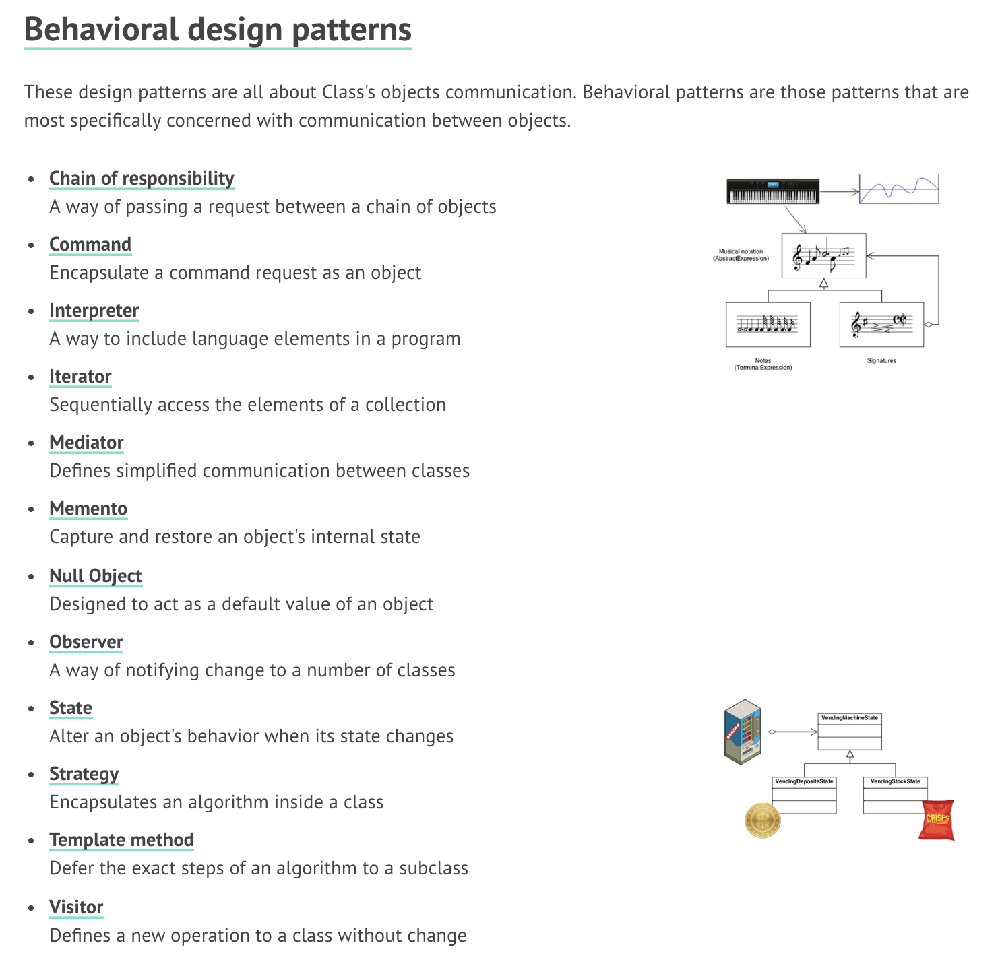 Behavioral design patterns
These design patterns are all about Class's objects communication. Behavioral patterns are those patterns that are
most specifically concerned with communication between objects.
Chain of responsibility
A way of passing a request between a chain of objects
Command
Encapsulate a command request as an object
Interpreter
A way to include language elements in a program
Iterator
Sequentially access the elements of a collection
Mediator
Defines simplified communication between classes
Memento
Capture and restore an object's internal state
Null Object
Designed to act as a default value of an object
Observer
A way of notifying change to a number of classes
State
Alter an object's behavior when its state changes
Strategy
Encapsulates an algorithm inside a class
Template method
Defer the exact steps of an algorithm to a subclass
Visitor
Defines a new operation to a class without change
Musical notation
(AbstractExpression)
Notes
(TerminalExpression)
Signatures
VendingMachineState
VendingDepositeState
VendingStockState
CRISPS